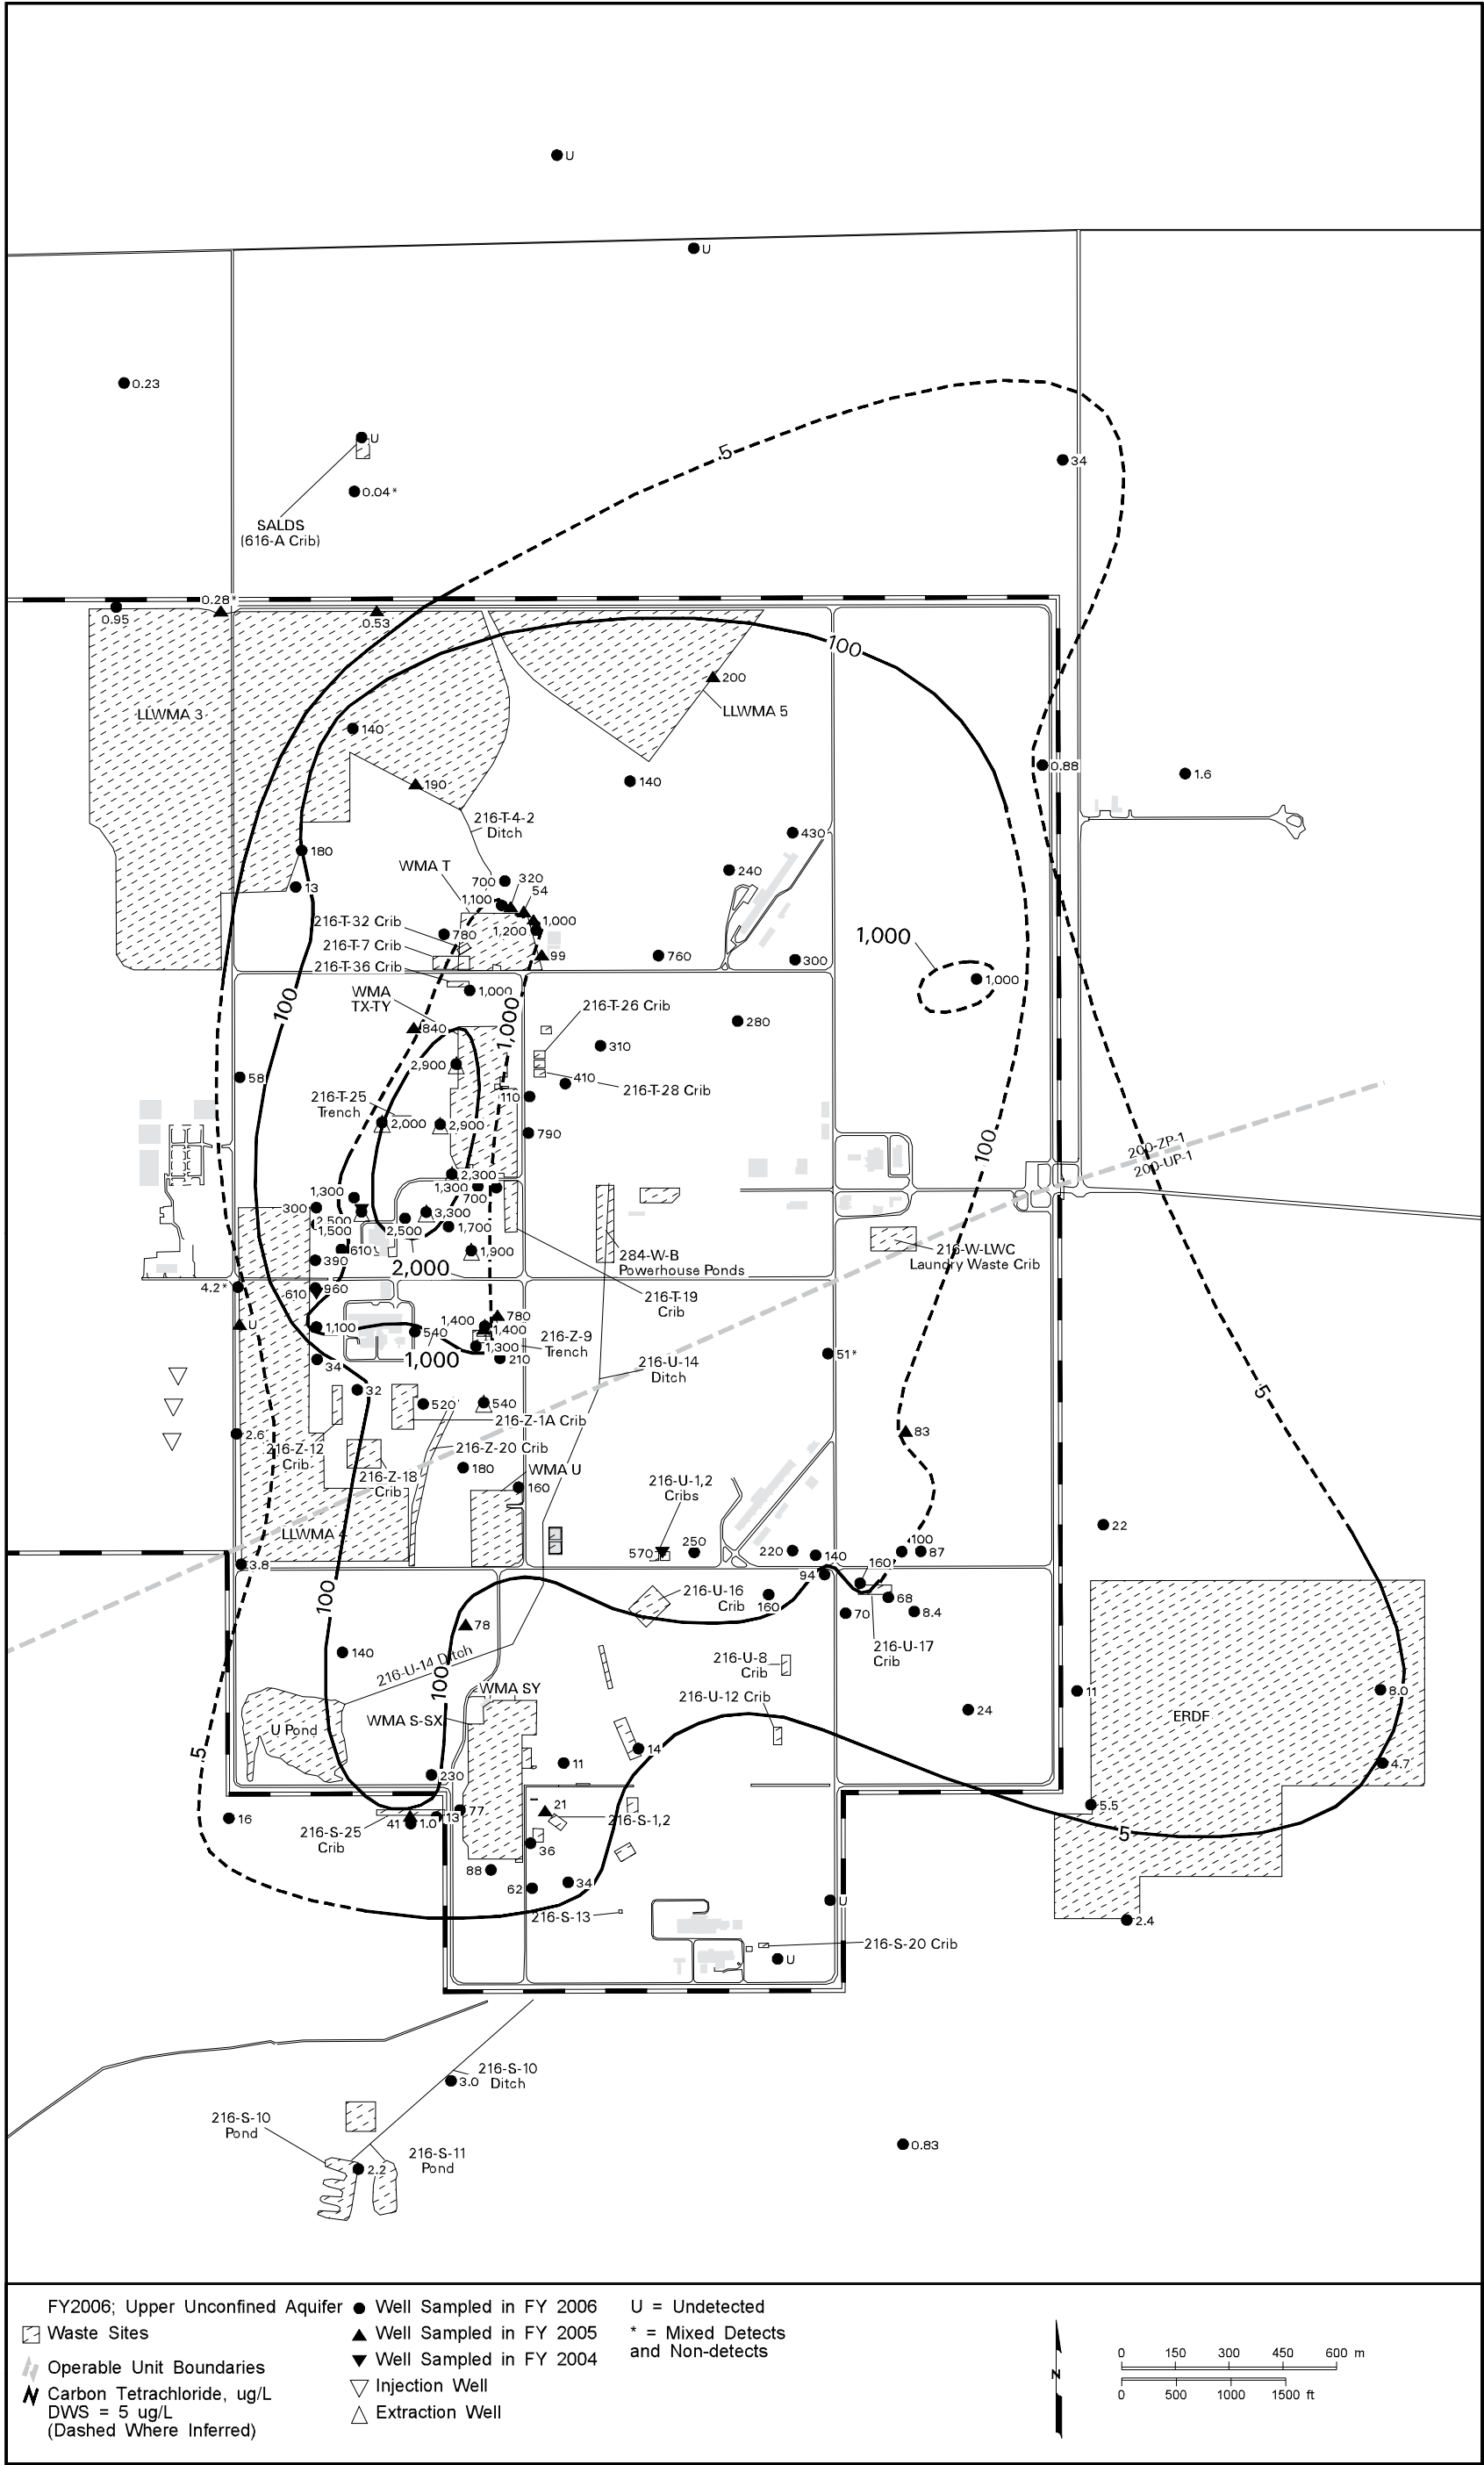 U
U
0.23
5
U
34
0.04*
SALDS
(616-A Crib)
0.28*
0.95
0.53
100
200
LLWMA 3
LLWMA 5
140
0.88
1.6
140
190
216-T-4-2
Ditch
430
180
WMA T
240
13
700
320
54
1,100
216-T-32 Crib
1,000
780
1,200
1,000
216-T-7 Crib
99
760
300
216-T-36 Crib
1,000
1,000
WMA
TX-TY
100
216-T-26 Crib
1,000
280
840
310
2,900
58
410
216-T-28 Crib
216-T-25
Trench
110
2,000
2,900
790
100
200-ZP-1
200-UP-1
2,300
1,300
1,300
700
300
2,500
1,500
2,500
3,300
1,700
610
1,900
390
284-W-B
Powerhouse Ponds
216-W-LWC
Laundry Waste Crib
2,000
4.2*
960
610
216-T-19
Crib
U
780
1,400
1,400
1,100
540
1,300
216-Z-9
Trench
1,000
210
51*
34
216-U-14
Ditch
32
5
520
540
216-Z-1A Crib
83
2.6
216-Z-12
Crib
216-Z-20 Crib
180
WMA U
216-Z-18
Crib
160
216-U-1,2
Cribs
22
LLWMA 4
250
100
570
220
140
87
3.8
94
160
100
216-U-16
Crib
160
68
78
70
8.4
140
216-U-14 Ditch
216-U-8
Crib
216-U-17
Crib
100
WMA SY
216-U-12 Crib
11
8.0
U Pond
WMA S-SX
24
ERDF
5
14
11
4.7
230
21
5.5
16
77
13
216-S-1,2
5
216-S-25
Crib
41
1.0
36
88
34
62
U
216-S-13
2.4
216-S-20 Crib
U
216-S-10
Ditch
3.0
216-S-10
Pond
0.83
216-S-11
Pond
2.2
FY2006; Upper Unconfined Aquifer
Waste Sites
Operable Unit Boundaries
Carbon Tetrachloride, ug/L
DWS = 5 ug/L
(Dashed Where Inferred)
Well Sampled in FY 2006
Well Sampled in FY 2005
Well Sampled in FY 2004
Injection Well
Extraction Well
U = Undetected
* = Mixed Detects
and Non-detects
N
0 150 300 450 600 m
0 500 1000 1500 ft